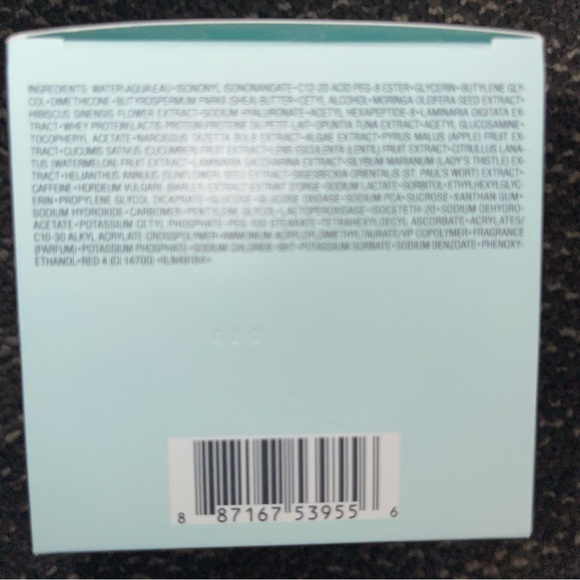 INGREDIENTS: WATER\AQUA\EAU•ISONONYL ISONONANOATE•C12-20 ACID PEG-8 ESTER•GLYCERIN•BUTYLENE GLY-
COL•DIMETHICONE•BUTYROSPERMUM PARKII (SHEA) BUTTER•CETYL ALCOHOL•MORINGA OLEIFERA SEED EXTRACT•
HIBISCUS SINENSIS FLOWER EXTRACT•SODIUM HYALURONATE•ACETYL HEXAPEPTIDE-8•LAMINARIA DIGITATA EX-
TRACT•WHEY PROTEIN\LACTIS PROTEIN\PROTEINE DU PETIT LAIT•OPUNTIA TUNA EXTRACT•ACETYL GLUCOSAMINE•
TOCOPHERYL ACETATE•NARCISSUS TAZETTA BULB EXTRACT•ALGAE EXTRACT•PYRUS MALUS (APPLE) FRUIT EX-
TRACT•CUCUMIS SATIVUS (CUCUMBER) FRUIT EXTRACT•LENS ESCULENTA (LENTIL) FRUIT EXTRACT•CITRULLUS LANA-
TUS (WATERMELON) FRUIT EXTRACT•LAMINARIA SACCHARINA EXTRACT•SILYBUM MARIANUM (LADY'S THISTLE) EX-
TRACT•HELIANTHUS ANNUUS (SUNFLOWER) SEED EXTRACT•SIGESBECKIA ORIENTALIS (ST. PAUL'S WORT) EXTRACT•
CAFFEINE•HORDEUM VULGARE (BARLEY) EXTRACT\EXTRAIT D'ORGE•SODIUM LACTATE•SORBITOL•ETHYLHEXYLGLYC-
ERIN•PROPYLENE GLYCOL DICAPRATE•GLUCOSE•GLUCOSE OXIDASE•SODIUM PCA•SUCROSE•XANTHAN GUM•
SODIUM HYDROXIDE•CARBOMER•PENTYLENE GLYCOL•LACTOPEROXIDASE•ISOCETETH-20•SODIUM DEHYDRO-
ACETATE•POTASSIUM CETYL PHOSPHATE•PEG-100 STEARATE•TETRAHEXYLDECYL ASCORBATE•ACRYLATES/
C10-30 ALKYL ACRYLATE CROSSPOLYMER•AMMONIUM ACRYLOYLDIMETHYLTAURATE/VP COPOLYMER•FRAGRANCE
(PARFUM)•POTASSIUM PHOSPHATE•SODIUM CHLORIDE•BHT•POTASSIUM SORBATE•SODIUM BENZOATE•PHENOXY-
ETHANOL•RED 4 (CI 14700)
8 87167 53955 6